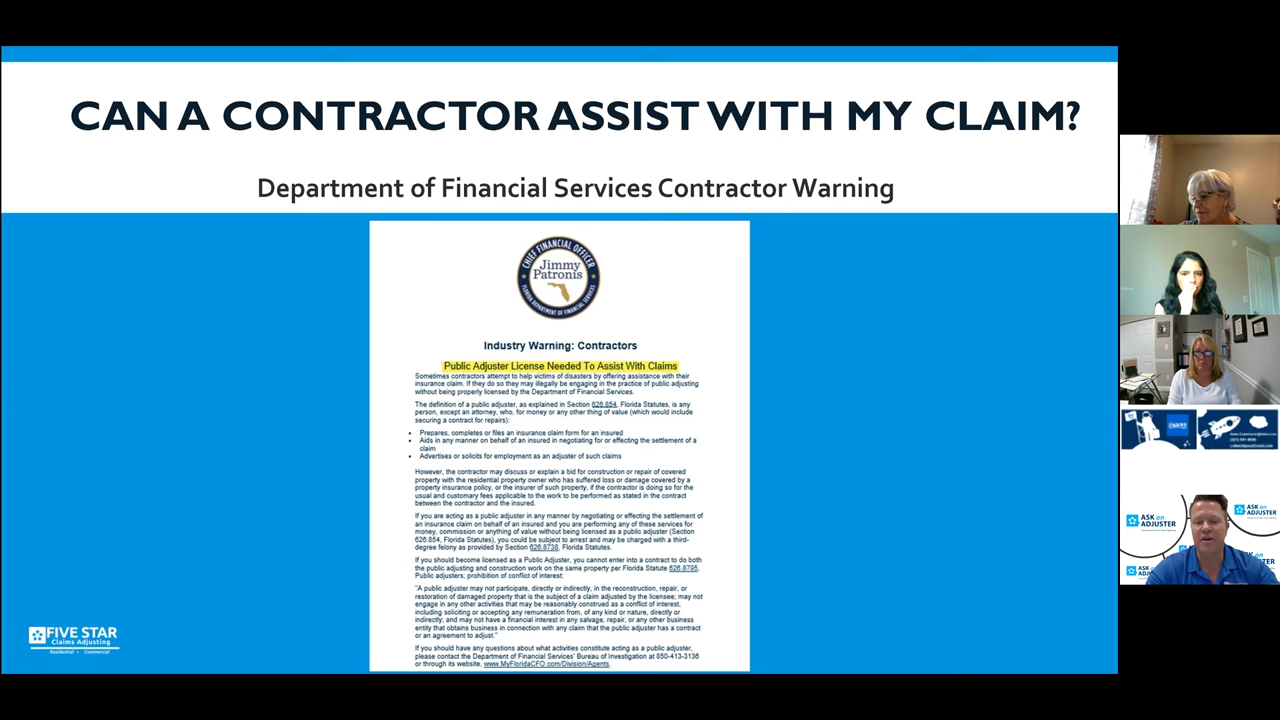 CAN A CONTRACTOR ASSIST WITH MY CLAIM?
Department of Financial Services Contractor Warning
CHIEF FINANCIAL OFFICER
Jimmy
Patronis
FLORIDA DEPARTMENT OF FINANCIAL SERVICES
Industry Warning: Contractors
Public Adjuster License Needed To Assist With Claims
Sometimes contractors attempt to help victims of disasters by offering assistance with their
insurance claim. If they do so they may illegally be engaging in the practice of public adjusting
without being properly licensed by the Department of Financial Services.
The definition of a public adjuster, as explained in Section 626.854, Florida Statutes, is any
person, except an attorney, who, for money or any other thing of value (which would include
securing a contract for repairs):
• Prepares, completes or files an insurance claim form for an insured
• Aids in any manner on behalf of an insured in negotiating for or effecting the settlement of a
claim
• Advertises or solicits for employment as an adjuster of such claims
However, the contractor may discuss or explain a bid for construction or repair of covered
property with the residential property owner who has suffered loss or damage covered by a
property insurance policy, or the insurer of such property, if the contractor is doing so for the
usual and customary fees applicable to the work to be performed as stated in the contract
between the contractor and the insured.
If you are acting as a public adjuster in any manner by negotiating or effecting the settlement of
an insurance claim on behalf of an insured and you are performing any of these services for
money, commission or anything of value without being licensed as a public adjuster (Section
626.854, Florida Statutes), you could be subject to arrest and may be charged with a third-
degree felony as provided by Section 626.8738, Florida Statutes.
If you should become licensed as a Public Adjuster, you cannot enter into a contract to do both
the public adjusting and construction work on the same property per Florida Statute 626.8795,
Public adjusters; prohibition of conflict of interest:
"A public adjuster may not participate, directly or indirectly, in the reconstruction, repair, or
restoration of damaged property that is the subject of a claim adjusted by the licensee; may not
engage in any other activities that may be reasonably construed as a conflict of interest,
including soliciting or accepting any remuneration from, of any kind or nature, directly or
indirectly; and may not have a financial interest in any salvage, repair, or any other business
entity that obtains business in connection with any claim that the public adjuster has a contract
or an agreement to adjust."
If you should have any questions about what activities constitute acting as a public adjuster,
please contact the Department of Financial Services' Bureau of Investigation at 850-413-3136
or through its website, www.MyFloridaCFO.com/Division/Agents.
FIVE STAR
Claims Adjusting
Residential • Commercial
ASK an
ADJUSTER
ASK an
ADJUSTER